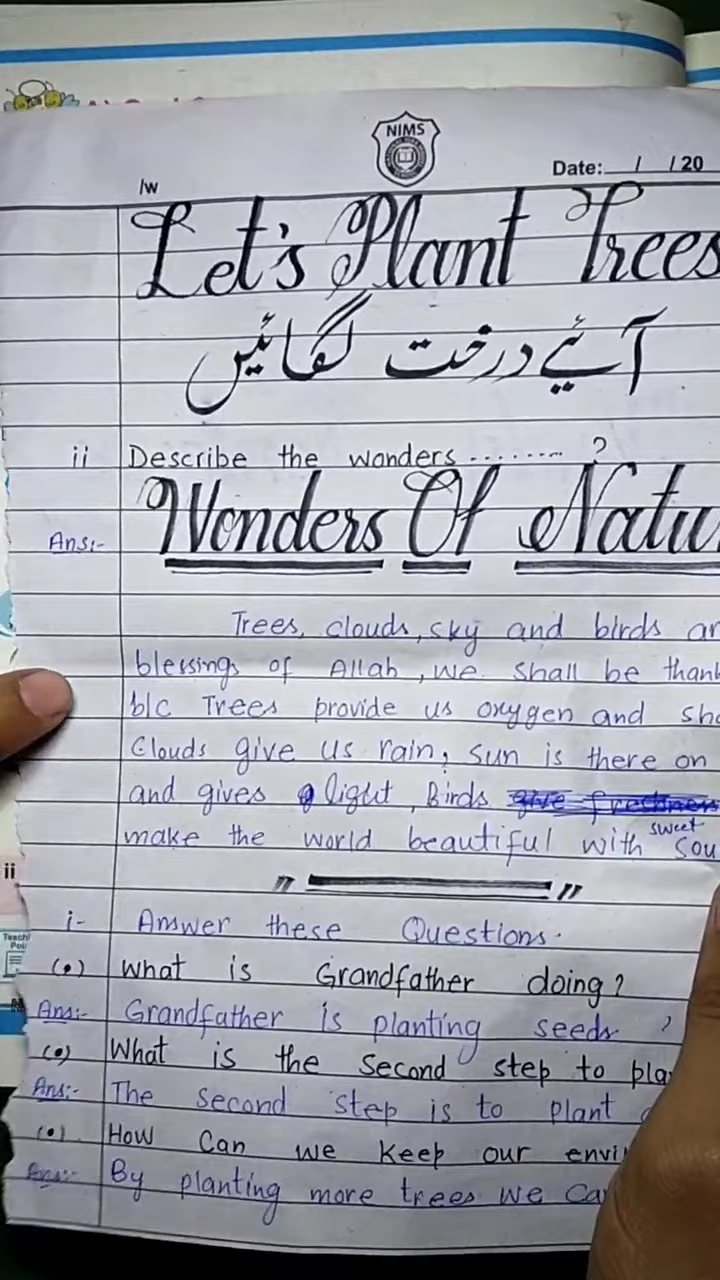 NIMS
/w
Date: / / 20
Let's Plant Trees
آئیے درخت لگائیں
ii Describe the wonders ........ ?
Wonders Of Natu
Ans:-
Trees, clouds, sky and birds ar
blessings of Allah, we shall be thank
b/c Trees provide us oxygen and sh
Clouds give us rain, sun is there on
and gives light, Birds
sweet
make the world beautiful with sou
i- Answer these Questions.
(•) What is Grandfather doing?
Ans:- Grandfather is planting seeds ?
(•) What is the second step to pla
Ans:- The second step is to plant
(•) How can we keep our envi
Ans:- By planting more trees we ca
ii
Teachi
Poi